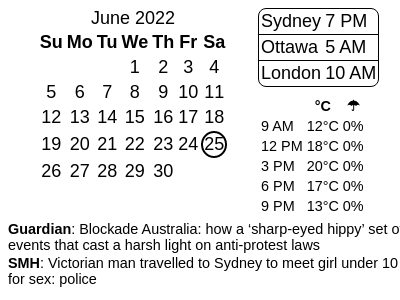 June 2022
Su Mo Tu We Th Fr Sa
1 2 3 4
5 6 7 8 9 10 11
12 13 14 15 16 17 18
19 20 21 22 23 24 25
26 27 28 29 30
Sydney 7 PM
Ottawa 5 AM
London 10 AM
°C ☂
9 AM 12°C 0%
12 PM 18°C 0%
3 PM 20°C 0%
6 PM 17°C 0%
9 PM 13°C 0%
Guardian: Blockade Australia: how a ‘sharp-eyed hippy’ set o
events that cast a harsh light on anti-protest laws
SMH: Victorian man travelled to Sydney to meet girl under 10
for sex: police